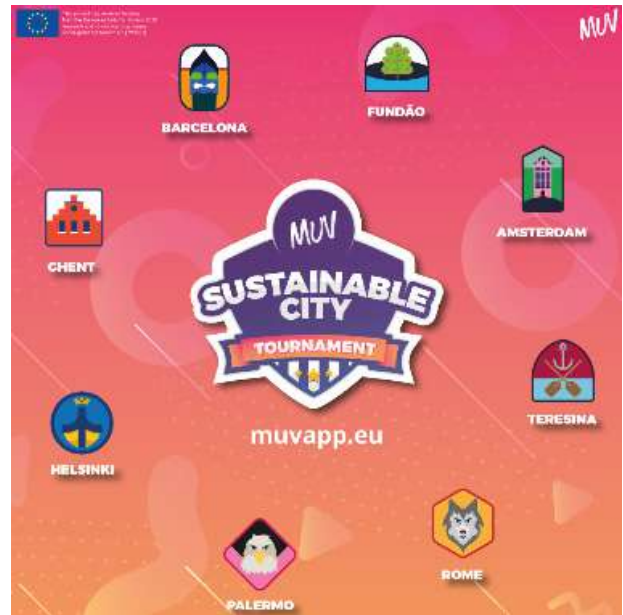 MUV
BARCELONA
FUNDÃO
GHENT
AMSTERDAM
MUV
SUSTAINABLE
CITY
TOURNAMENT
muvapp.eu
TERESINA
HELSINKI
ROME
PALERMO